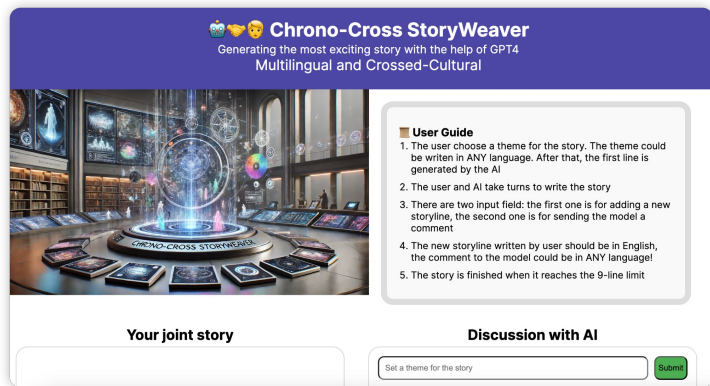 🤖🤝👨‍🦰 Chrono-Cross StoryWeaver
Generating the most exciting story with the help of GPT4
Multilingual and Crossed-Cultural
CHRONO-CROSS STORYWEAVER
📜 User Guide
1. The user choose a theme for the story. The theme could
be writen in ANY language. After that, the first line is
generated by the AI
2. The user and AI take turns to write the story
3. There are two input field: the first one is for adding a new
storyline, the second one is for sending the model a
comment
4. The new storyline written by user should be in English,
the comment to the model could be in ANY language!
5. The story is finished when it reaches the 9-line limit
Your joint story
Discussion with AI
Set a theme for the story
Submit